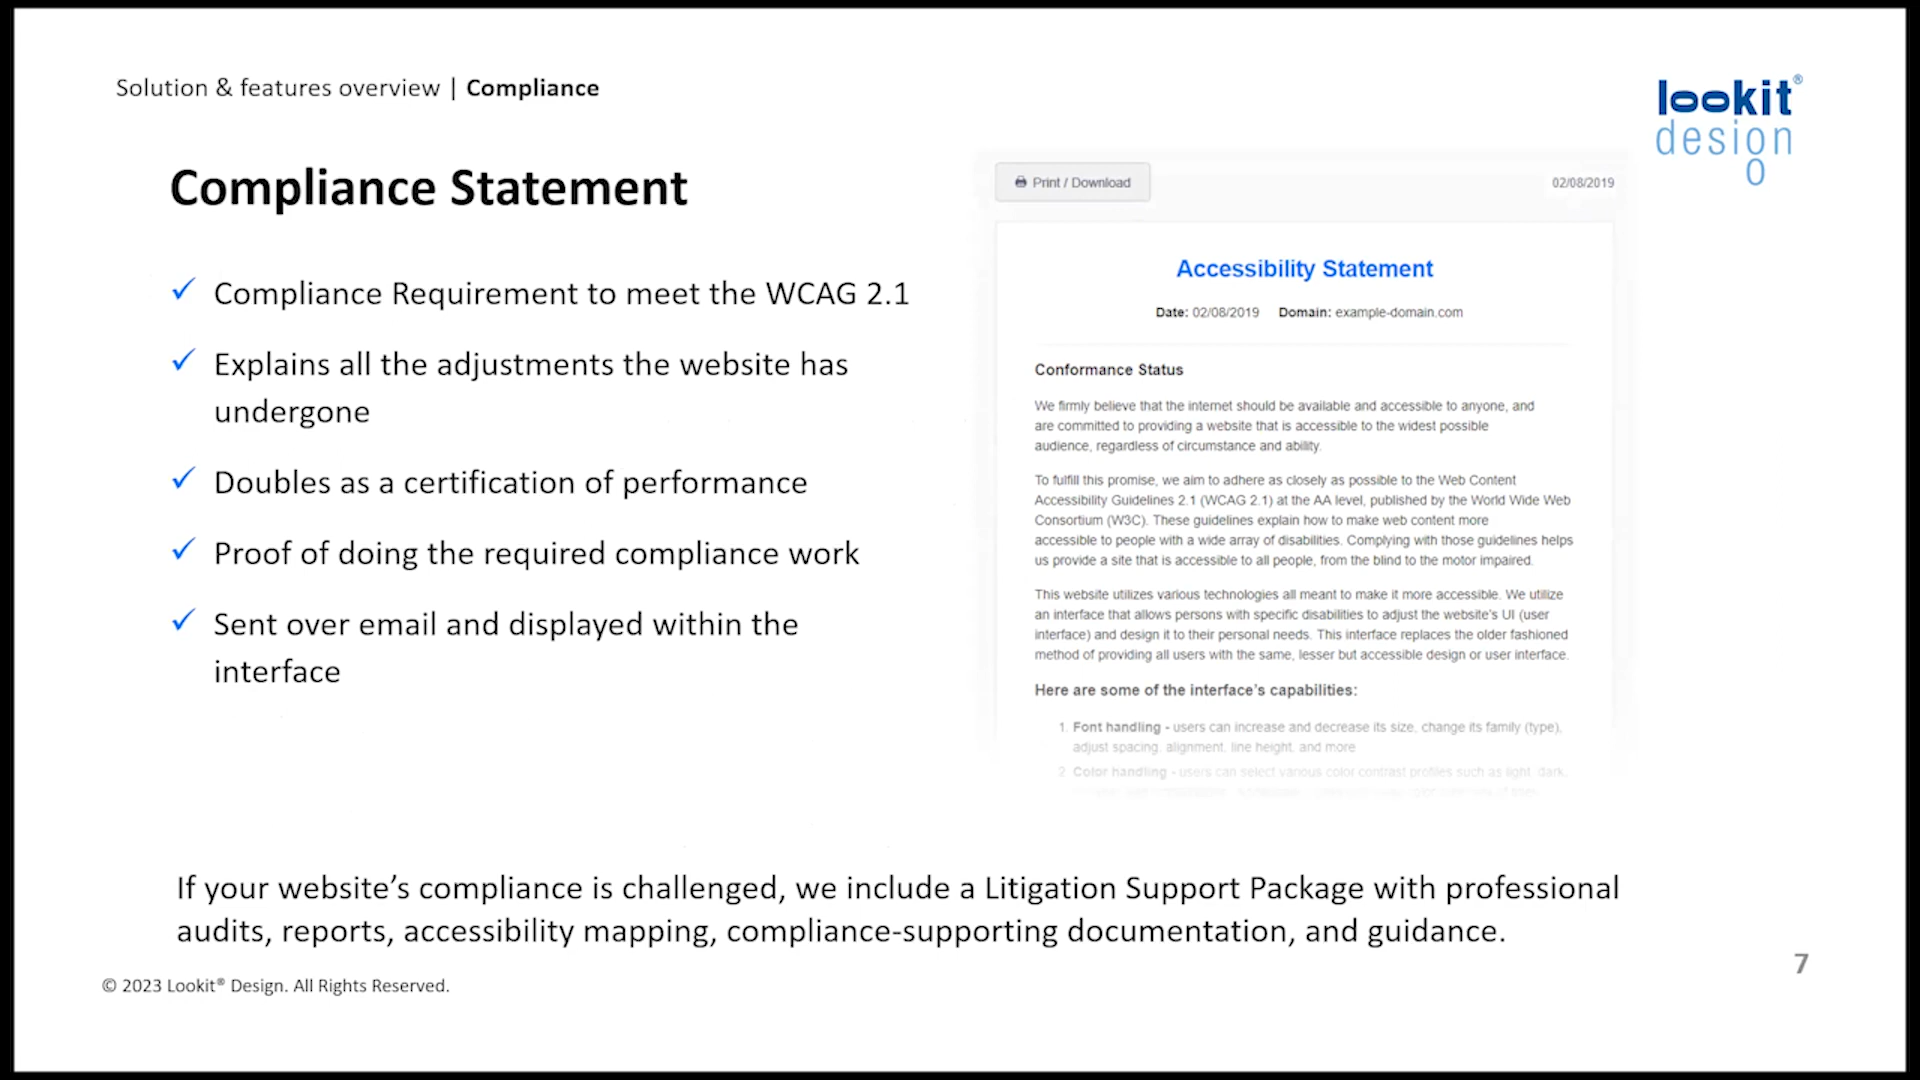 Solution & features overview | Compliance
lookit®
design
Compliance Statement
Compliance Requirement to meet the WCAG 2.1
Explains all the adjustments the website has
undergone
Doubles as a certification of performance
Proof of doing the required compliance work
Sent over email and displayed within the
interface
Print / Download
02/08/2019
Accessibility Statement
Date: 02/08/2019 Domain: example-domain.com
Conformance Status
We firmly believe that the internet should be available and accessible to anyone, and
are committed to providing a website that is accessible to the widest possible
audience, regardless of circumstance and ability.
To fulfill this promise, we aim to adhere as closely as possible to the Web Content
Accessibility Guidelines 2.1 (WCAG 2.1) at the AA level, published by the World Wide Web
Consortium (W3C). These guidelines explain how to make web content more
accessible to people with a wide array of disabilities. Complying with those guidelines helps
us provide a site that is accessible to all people, from the blind to the motor impaired.
This website utilizes various technologies all meant to make it more accessible. We utilize
an interface that allows persons with specific disabilities to adjust the website's UI (user
interface) and design it to their personal needs. This interface replaces the older fashioned
method of providing all users with the same, lesser but accessible design or user interface.
Here are some of the interface's capabilities:
1. Font handling - users can increase and decrease its size, change its family (type),
adjust spacing, alignment, line height, and more
2. Color handling - users can select various color contrast profiles such as light, dark,
If your website’s compliance is challenged, we include a Litigation Support Package with professional
audits, reports, accessibility mapping, compliance-supporting documentation, and guidance.
7
© 2023 Lookit® Design. All Rights Reserved.